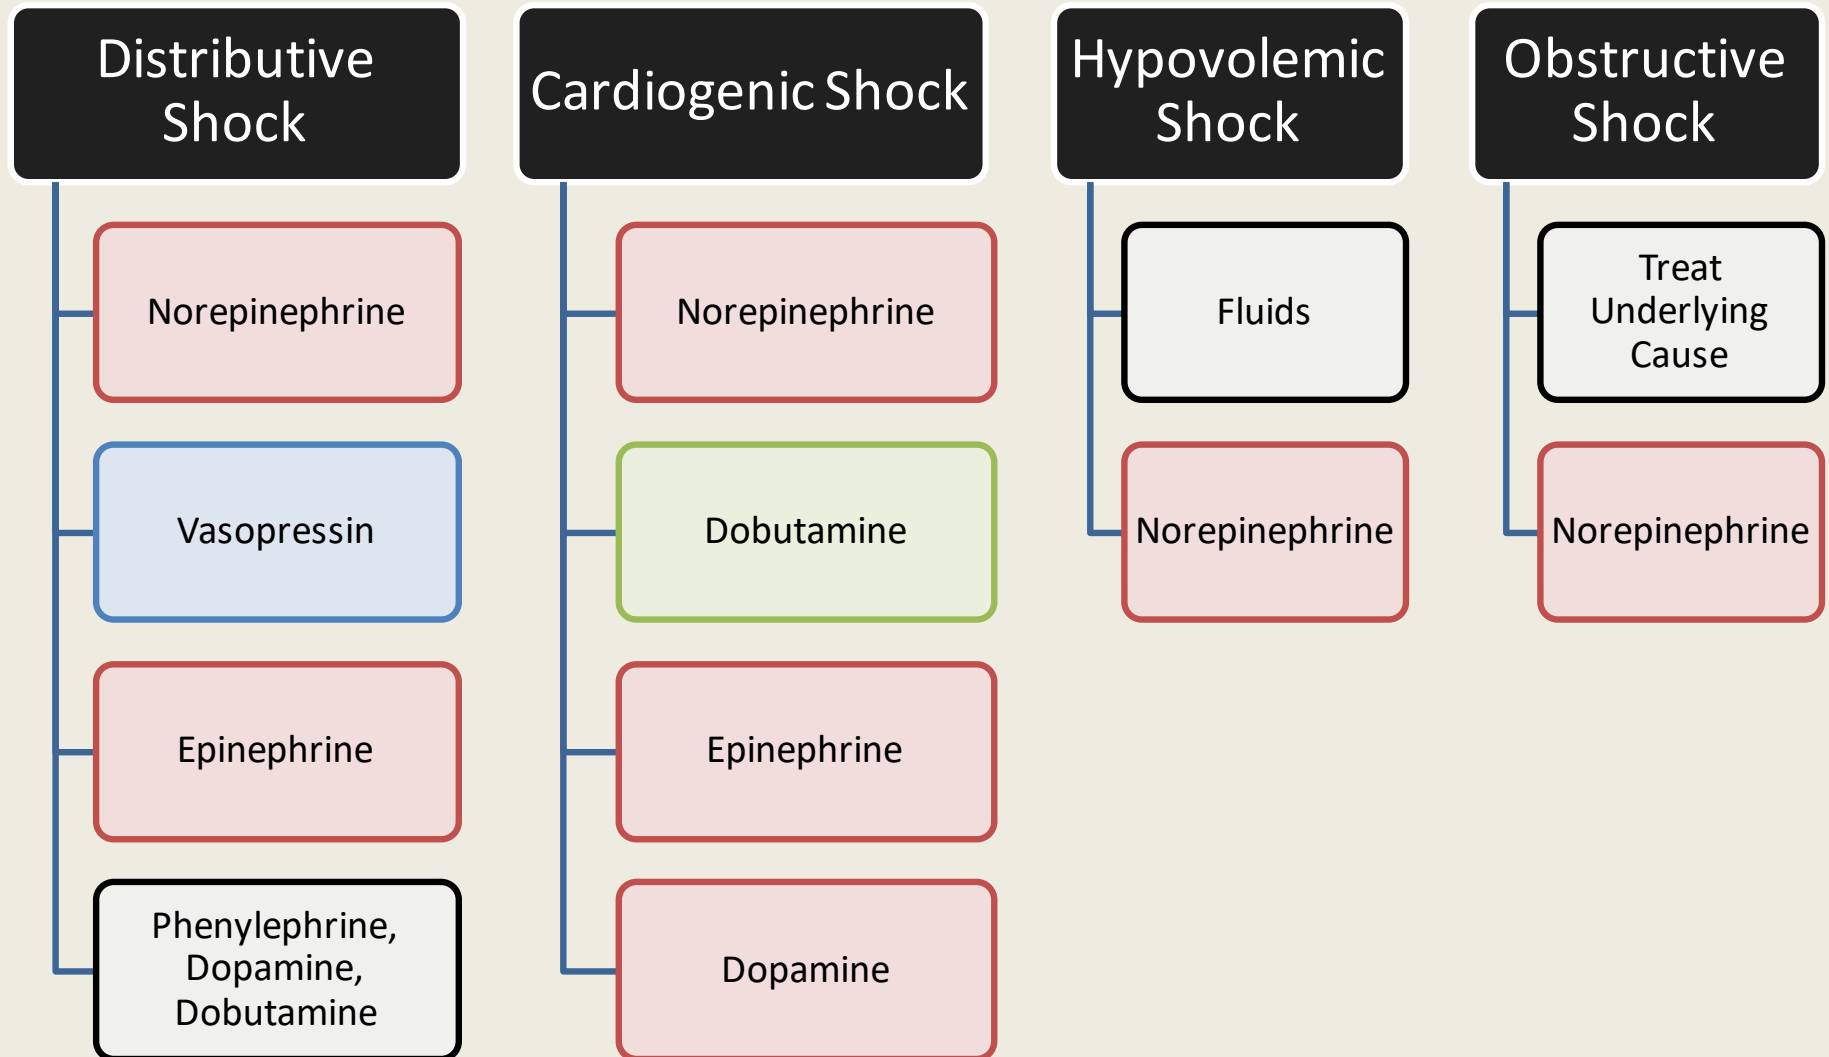 Distributive
Shock
Norepinephrine
Vasopressin
Epinephrine
Phenylephrine,
Dopamine,
Dobutamine
Cardiogenic Shock
Norepinephrine
Dobutamine
Epinephrine
Dopamine
Hypovolemic
Shock
Fluids
Norepinephrine
Obstructive
Shock
Treat
Underlying
Cause
Norepinephrine